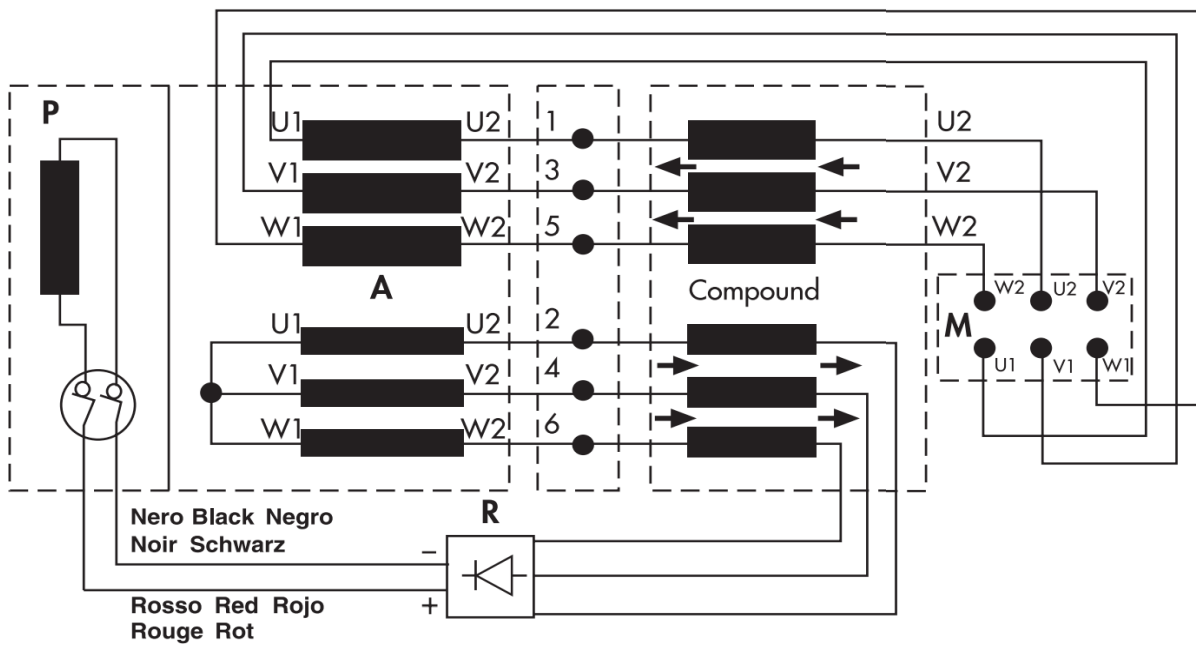 P
U1 U2 1 U2
V1 V2 3 V2
W1 W2 5 W2
A
Compound
W2 U2 V2
M
U1 V1 W1
U1 U2 2
V1 V2 4
W1 W2 6
R
Nero Black Negro
Noir Schwarz
−
+
Rosso Red Rojo
Rouge Rot